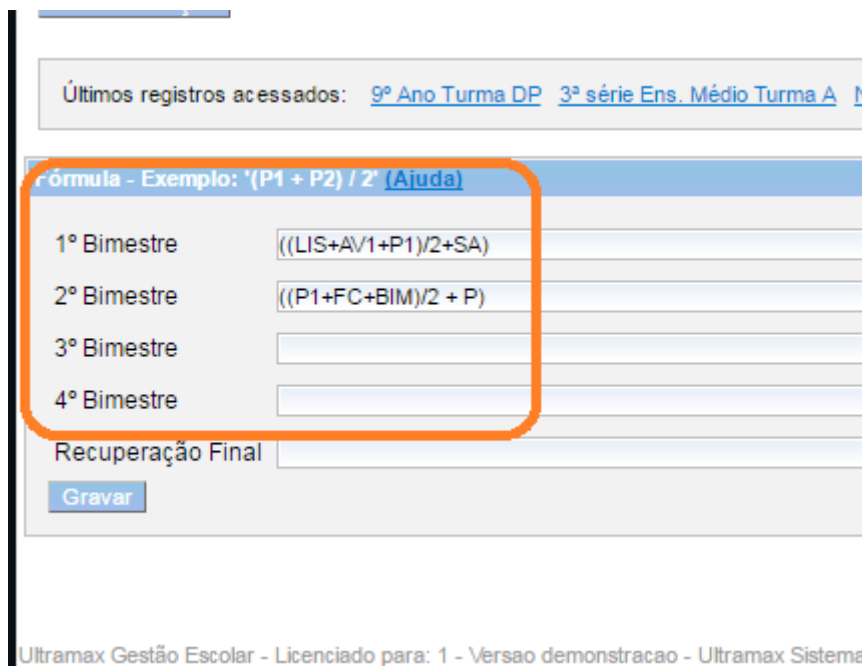 Últimos registros acessados: 9º Ano Turma DP 3ª série Ens. Médio Turma A
Fórmula - Exemplo: '(P1 + P2) / 2' (Ajuda)
1º Bimestre ((LIS+AV1+P1)/2+SA)
2º Bimestre ((P1+FC+BIM)/2 + P)
3º Bimestre
4º Bimestre
Recuperação Final
Gravar
Ultramax Gestão Escolar - Licenciado para: 1 - Versao demonstracao - Ultramax Sistema